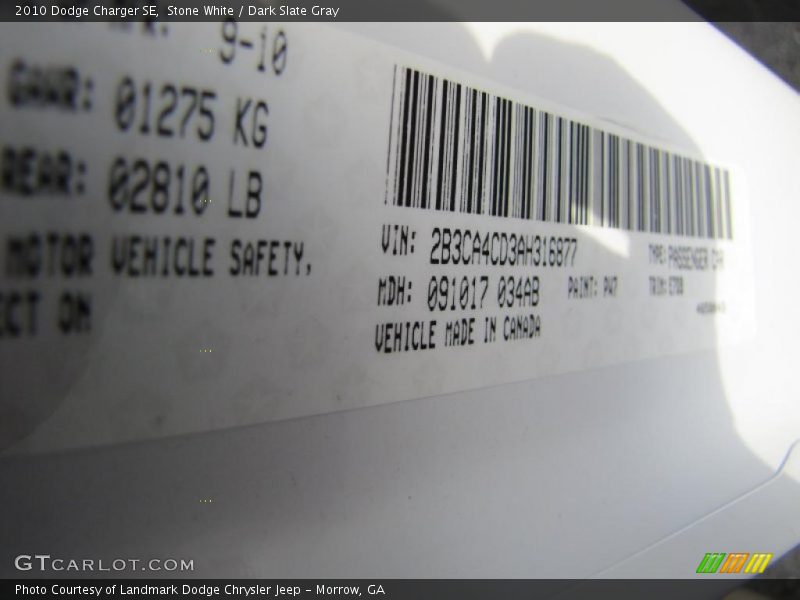 2010 Dodge Charger SE, Stone White / Dark Slate Gray
9-10
GAWR: 01275 KG
REAR: 02810 LB
MOTOR VEHICLE SAFETY,
ECT ON
VIN: 2B3CA4CD3AH316877
TYPE: PASSENGER CAR
MDH: 091017 034AB
PAINT: PW7
TRIM:
VEHICLE MADE IN CANADA
GTCARLOT.COM
Photo Courtesy of Landmark Dodge Chrysler Jeep – Morrow, GA